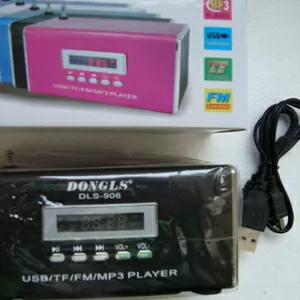 MP3
USB
TF
FM
USB/TF/FM/MP3 PLAYER
DONGLS®
DLS-906
VOL+
VOL-
USB/TF/FM/MP3 PLAYER